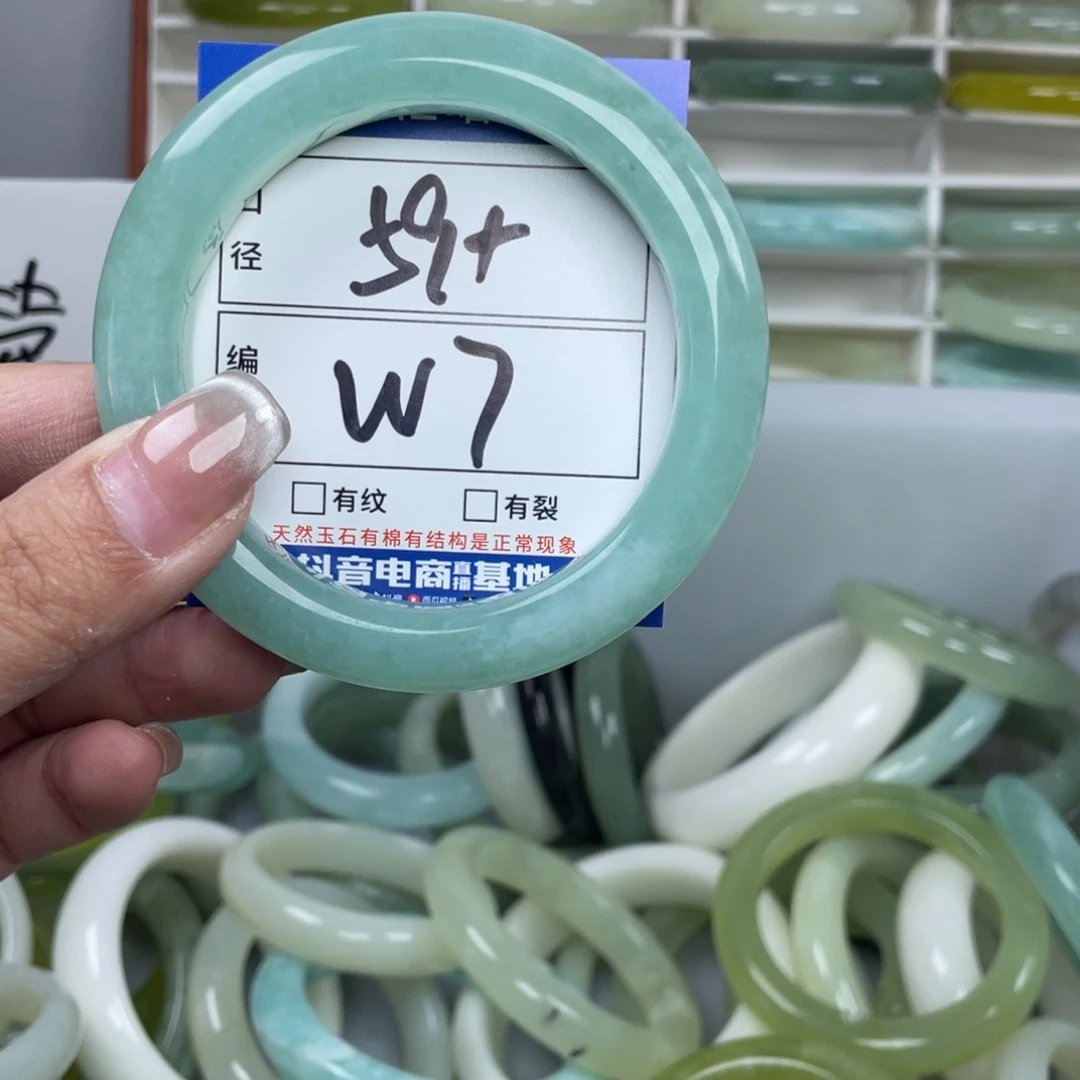 径
59+
编
W7
□有纹 □有裂
天然玉石有棉有结构是正常现象
抖音电商直播基地